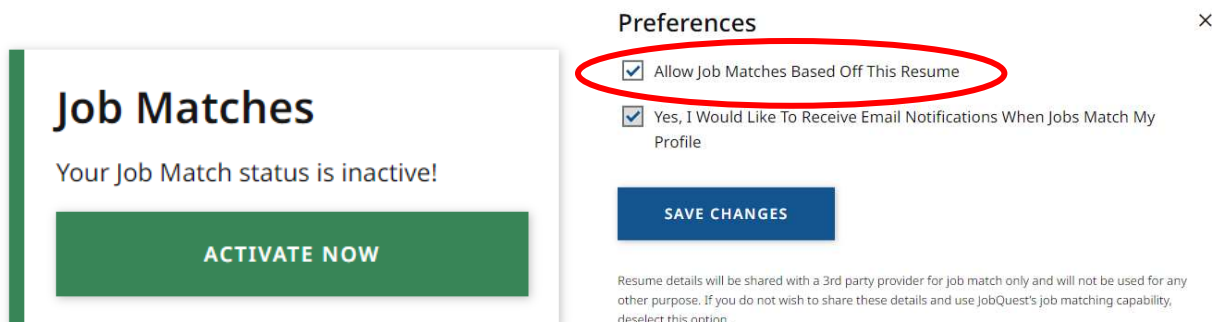 Job Matches
Your Job Match status is inactive!
ACTIVATE NOW
Preferences
Allow Job Matches Based Off This Resume
Yes, I Would Like To Receive Email Notifications When Jobs Match My
Profile
SAVE CHANGES
Resume details will be shared with a 3rd party provider for job match only and will not be used for any
other purpose. If you do not wish to share these details and use JobQuest's job matching capability,
deselect this option